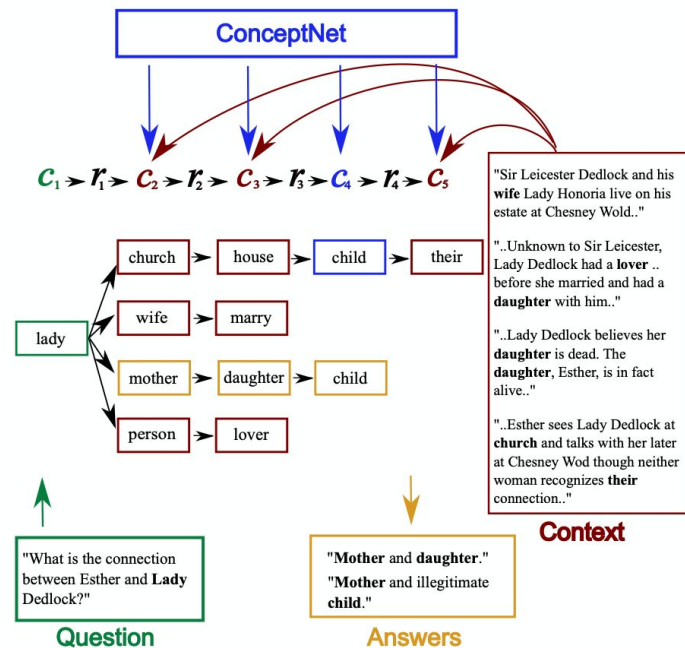 ConceptNet
c1 r1 c2 r2 c3 r3 c4 r4 c5
church house child their
wife marry
lady
mother daughter child
person lover
"Sir Leicester Dedlock and his
wife Lady Honoria live on his
estate at Chesney Wold.."
"..Unknown to Sir Leicester,
Lady Dedlock had a lover ..
before she married and had a
daughter with him.."
"..Lady Dedlock believes her
daughter is dead. The
daughter, Esther, is in fact
alive.."
"..Esther sees Lady Dedlock at
church and talks with her later
at Chesney Wod though neither
woman recognizes their
connection.."
Context
"What is the connection
between Esther and Lady
Dedlock?"
Question
"Mother and daughter."
"Mother and illegitimate
child."
Answers